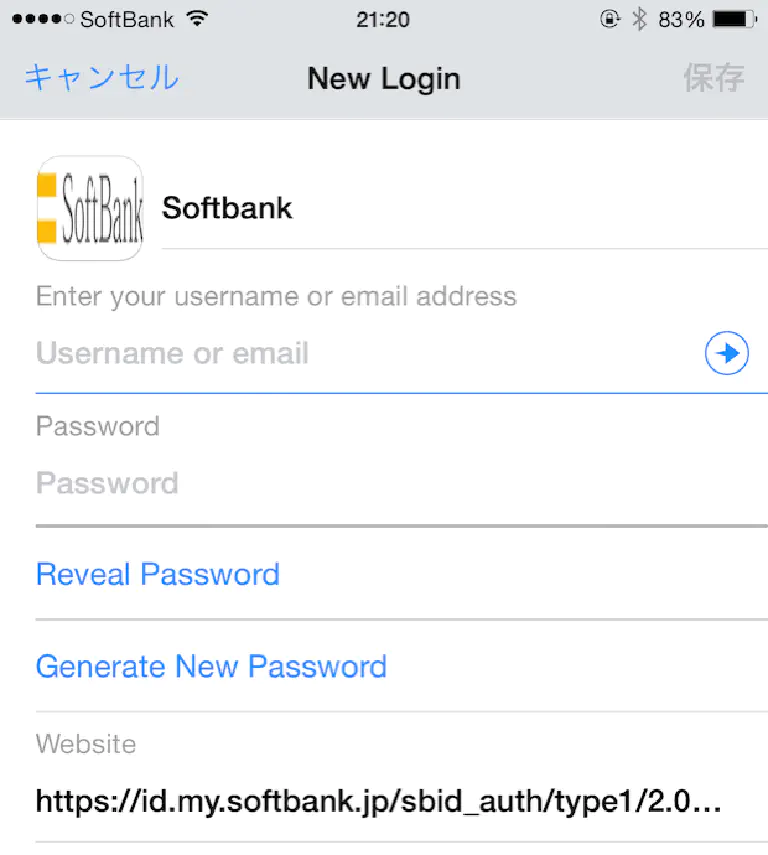 SoftBank 21:20 83%
キャンセル New Login 保存
SoftBank Softbank
Enter your username or email address
Username or email
Password
Password
Reveal Password
Generate New Password
Website
https://id.my.softbank.jp/sbid_auth/type1/2.0...